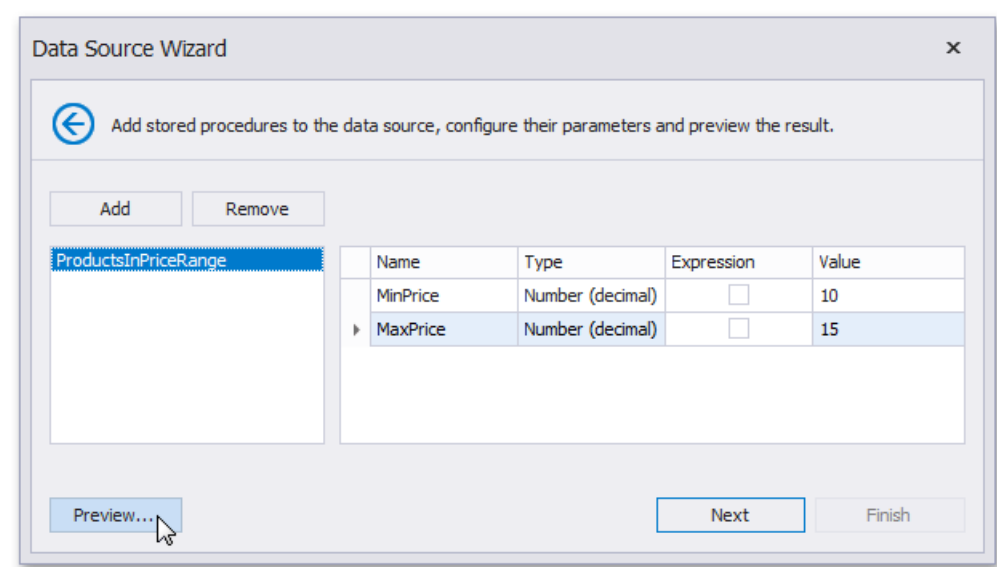 Data Source Wizard
Add stored procedures to the data source, configure their parameters and preview the result.
Add Remove
ProductsInPriceRange
Name Type Expression Value
MinPrice Number (decimal) 10
MaxPrice Number (decimal) 15
Preview... Next Finish